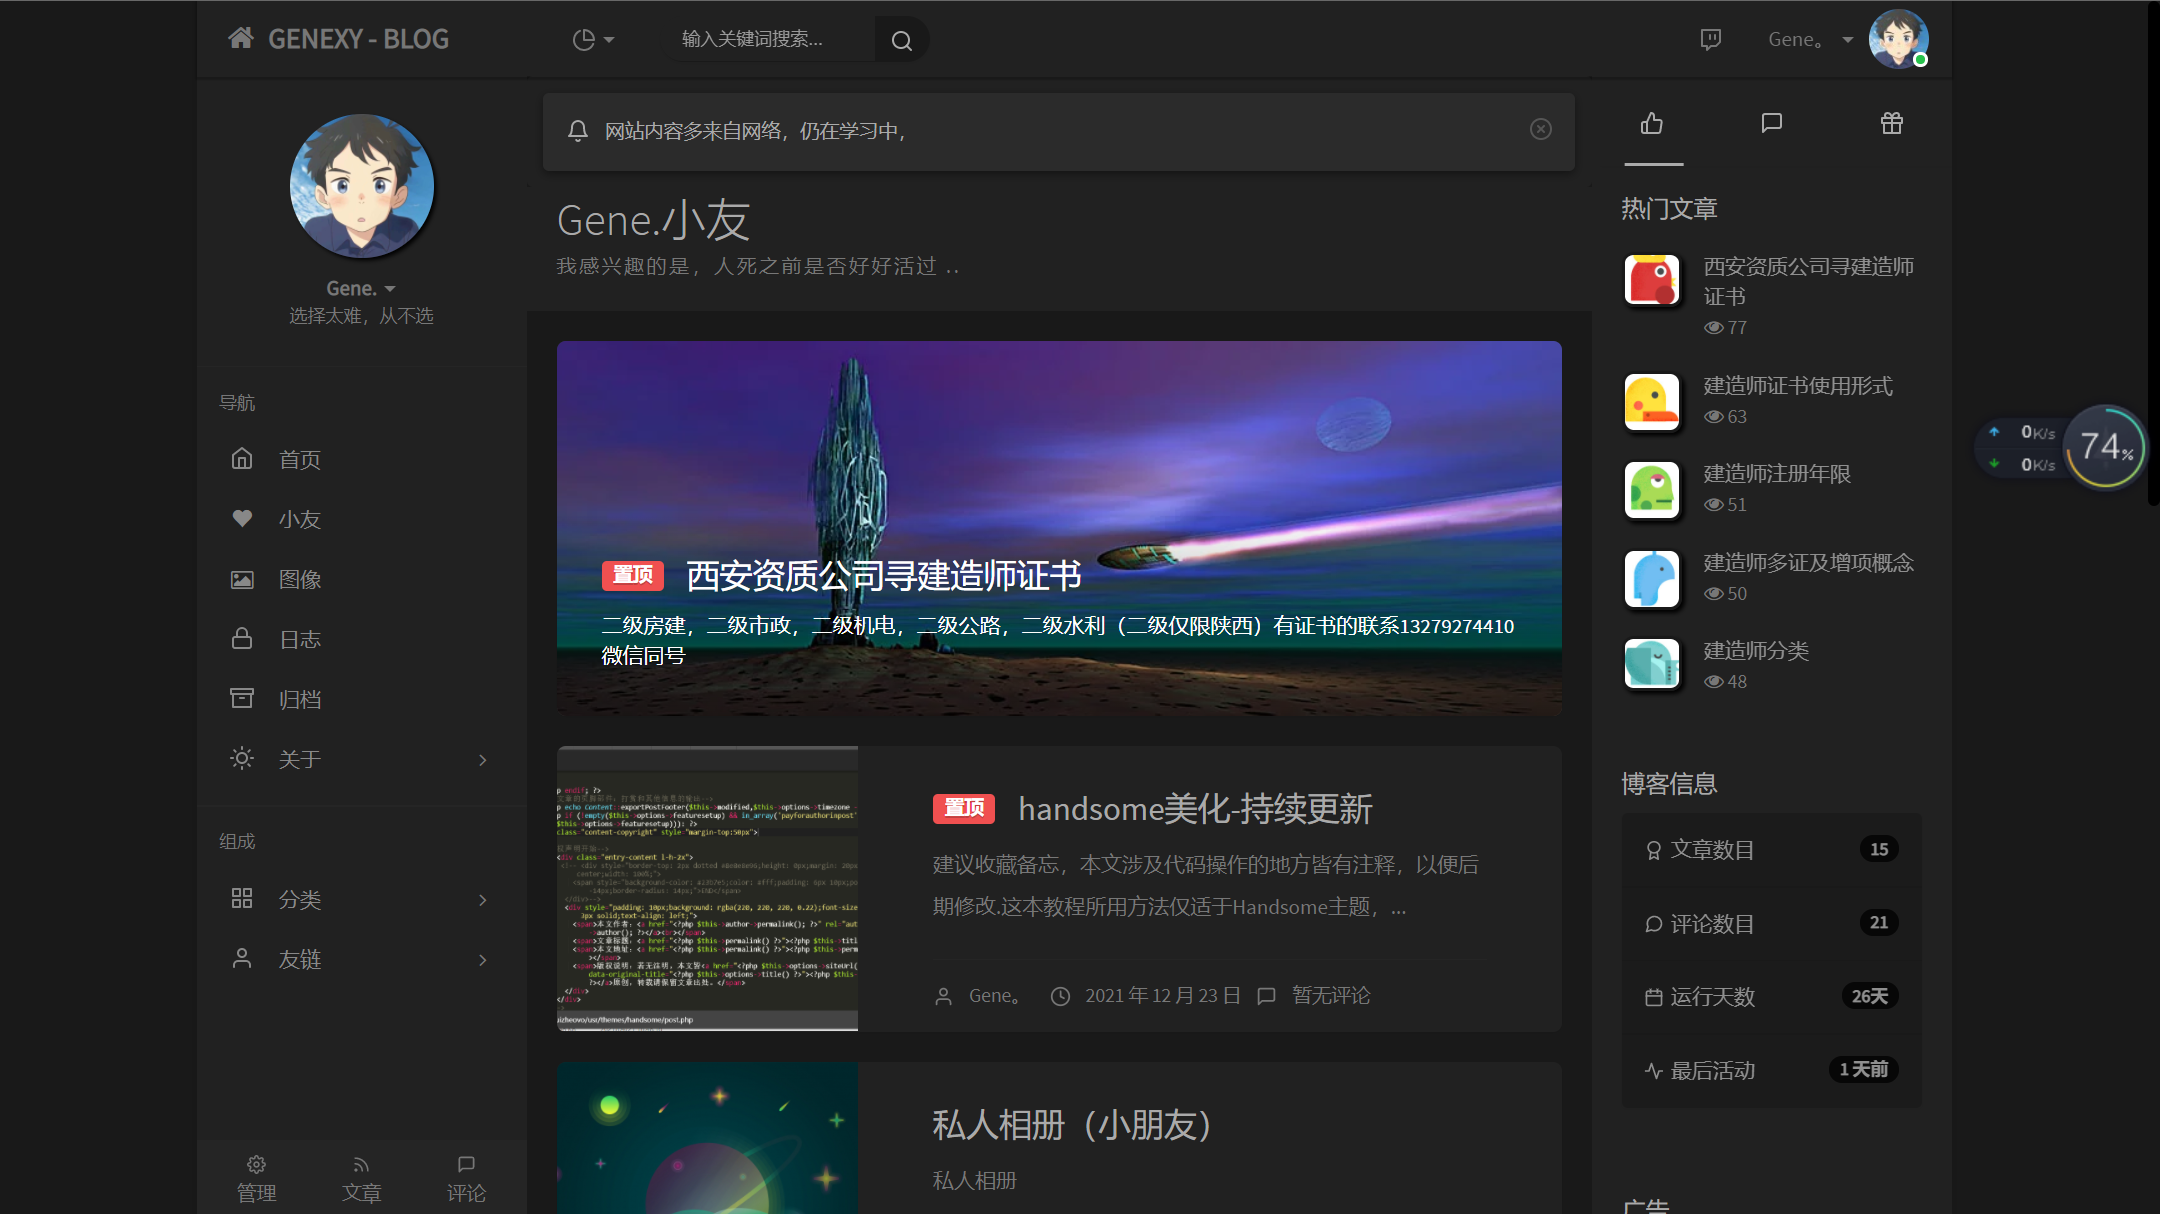 GENEXY - BLOG
输入关键词搜索...
Gene。
Gene.
选择太难，从不选
导航
首页
小友
图像
日志
归档
关于
组成
分类
友链
管理
文章
评论
网站内容多来自网络，仍在学习中，
Gene.小友
我感兴趣的是，人死之前是否好好活过 ..
置顶 西安资质公司寻建造师证书
二级房建，二级市政，二级机电，二级公路，二级水利（二级仅限陕西）有证书的联系13279274410
微信同号
置顶 handsome美化-持续更新
建议收藏备忘，本文涉及代码操作的地方皆有注释，以便后
期修改.这本教程所用方法仅适于Handsome主题，...
Gene。 2021 年 12 月 23 日 暂无评论
私人相册（小朋友）
私人相册
热门文章
西安资质公司寻建造师
证书
77
建造师证书使用形式
63
建造师注册年限
51
建造师多证及增项概念
50
建造师分类
48
博客信息
文章数目 15
评论数目 21
运行天数 26天
最后活动 1 天前
广告
0K/s
0K/s
74%